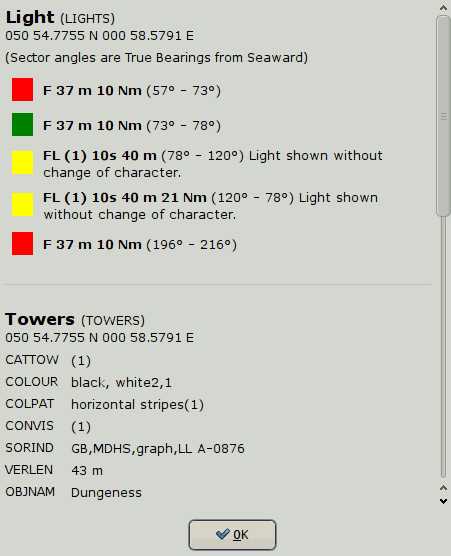 Light (LIGHTS)
050 54.7755 N 000 58.5791 E
(Sector angles are True Bearings from Seaward)
F 37 m 10 Nm (57° - 73°)
F 37 m 10 Nm (73° - 78°)
FL (1) 10s 40 m (78° - 120°) Light shown without
change of character.
FL (1) 10s 40 m 21 Nm (120° - 78°) Light shown
without change of character.
F 37 m 10 Nm (196° - 216°)
Towers (TOWERS)
050 54.7755 N 000 58.5791 E
CATTOW (1)
COLOUR black, white2,1
COLPAT horizontal stripes(1)
CONVIS (1)
SORIND GB,MDHS,graph,LL A-0876
VERLEN 43 m
OBJNAM Dungeness
OK